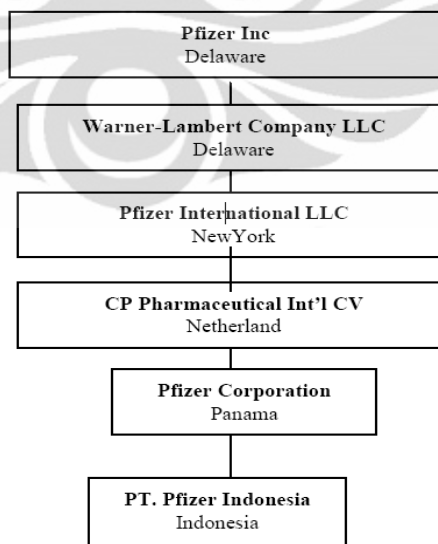 Pfizer Inc
Delaware
Warner-Lambert Company LLC
Delaware
Pfizer International LLC
NewYork
CP Pharmaceutical Int'l CV
Netherland
Pfizer Corporation
Panama
PT. Pfizer Indonesia
Indonesia